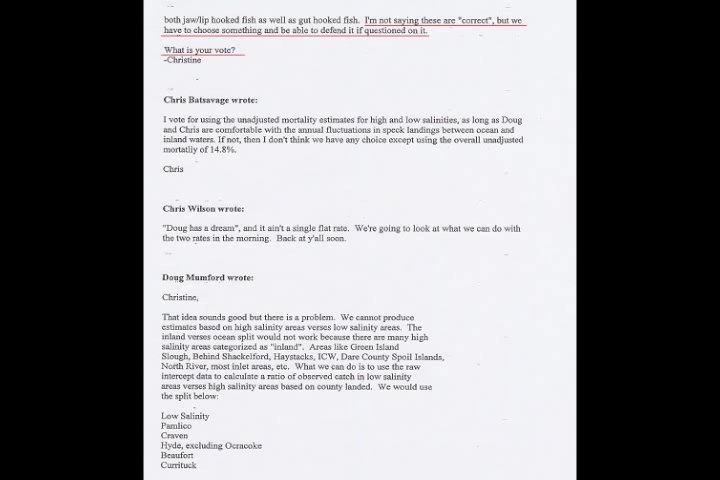 both jaw/lip hooked fish as well as gut hooked fish. I'm not saying these are "correct", but we
have to choose something and be able to defend it if questioned on it.
What is your vote?
-Christine
Chris Batsavage wrote:
I vote for using the unadjusted mortality estimates for high and low salinities, as long as Doug
and Chris are comfortable with the annual fluctuations in speck landings between ocean and
inland waters. If not, then I don't think we have any choice except using the overall unadjusted
mortatliy of 14.8%.
Chris
Chris Wilson wrote:
"Doug has a dream", and it ain't a single flat rate. We're going to look at what we can do with
the two rates in the morning. Back at y'all soon.
Doug Mumford wrote:
Christine,
That idea sounds good but there is a problem. We cannot produce
estimates based on high salinity areas verses low salinity areas. The
inland verses ocean split would not work because there are many high
salinity areas categorized as "inland". Areas like Green Island
Slough, Behind Shackelford, Haystacks, ICW, Dare County Spoil Islands,
North River, most inlet areas, etc. What we can do is to use the raw
intercept data to calculate a ratio of observed catch in low salinity
areas verses high salinity areas based on county landed. We would use
the split below:
Low Salinity
Pamlico
Craven
Hyde, excluding Ocracoke
Beaufort
Currituck